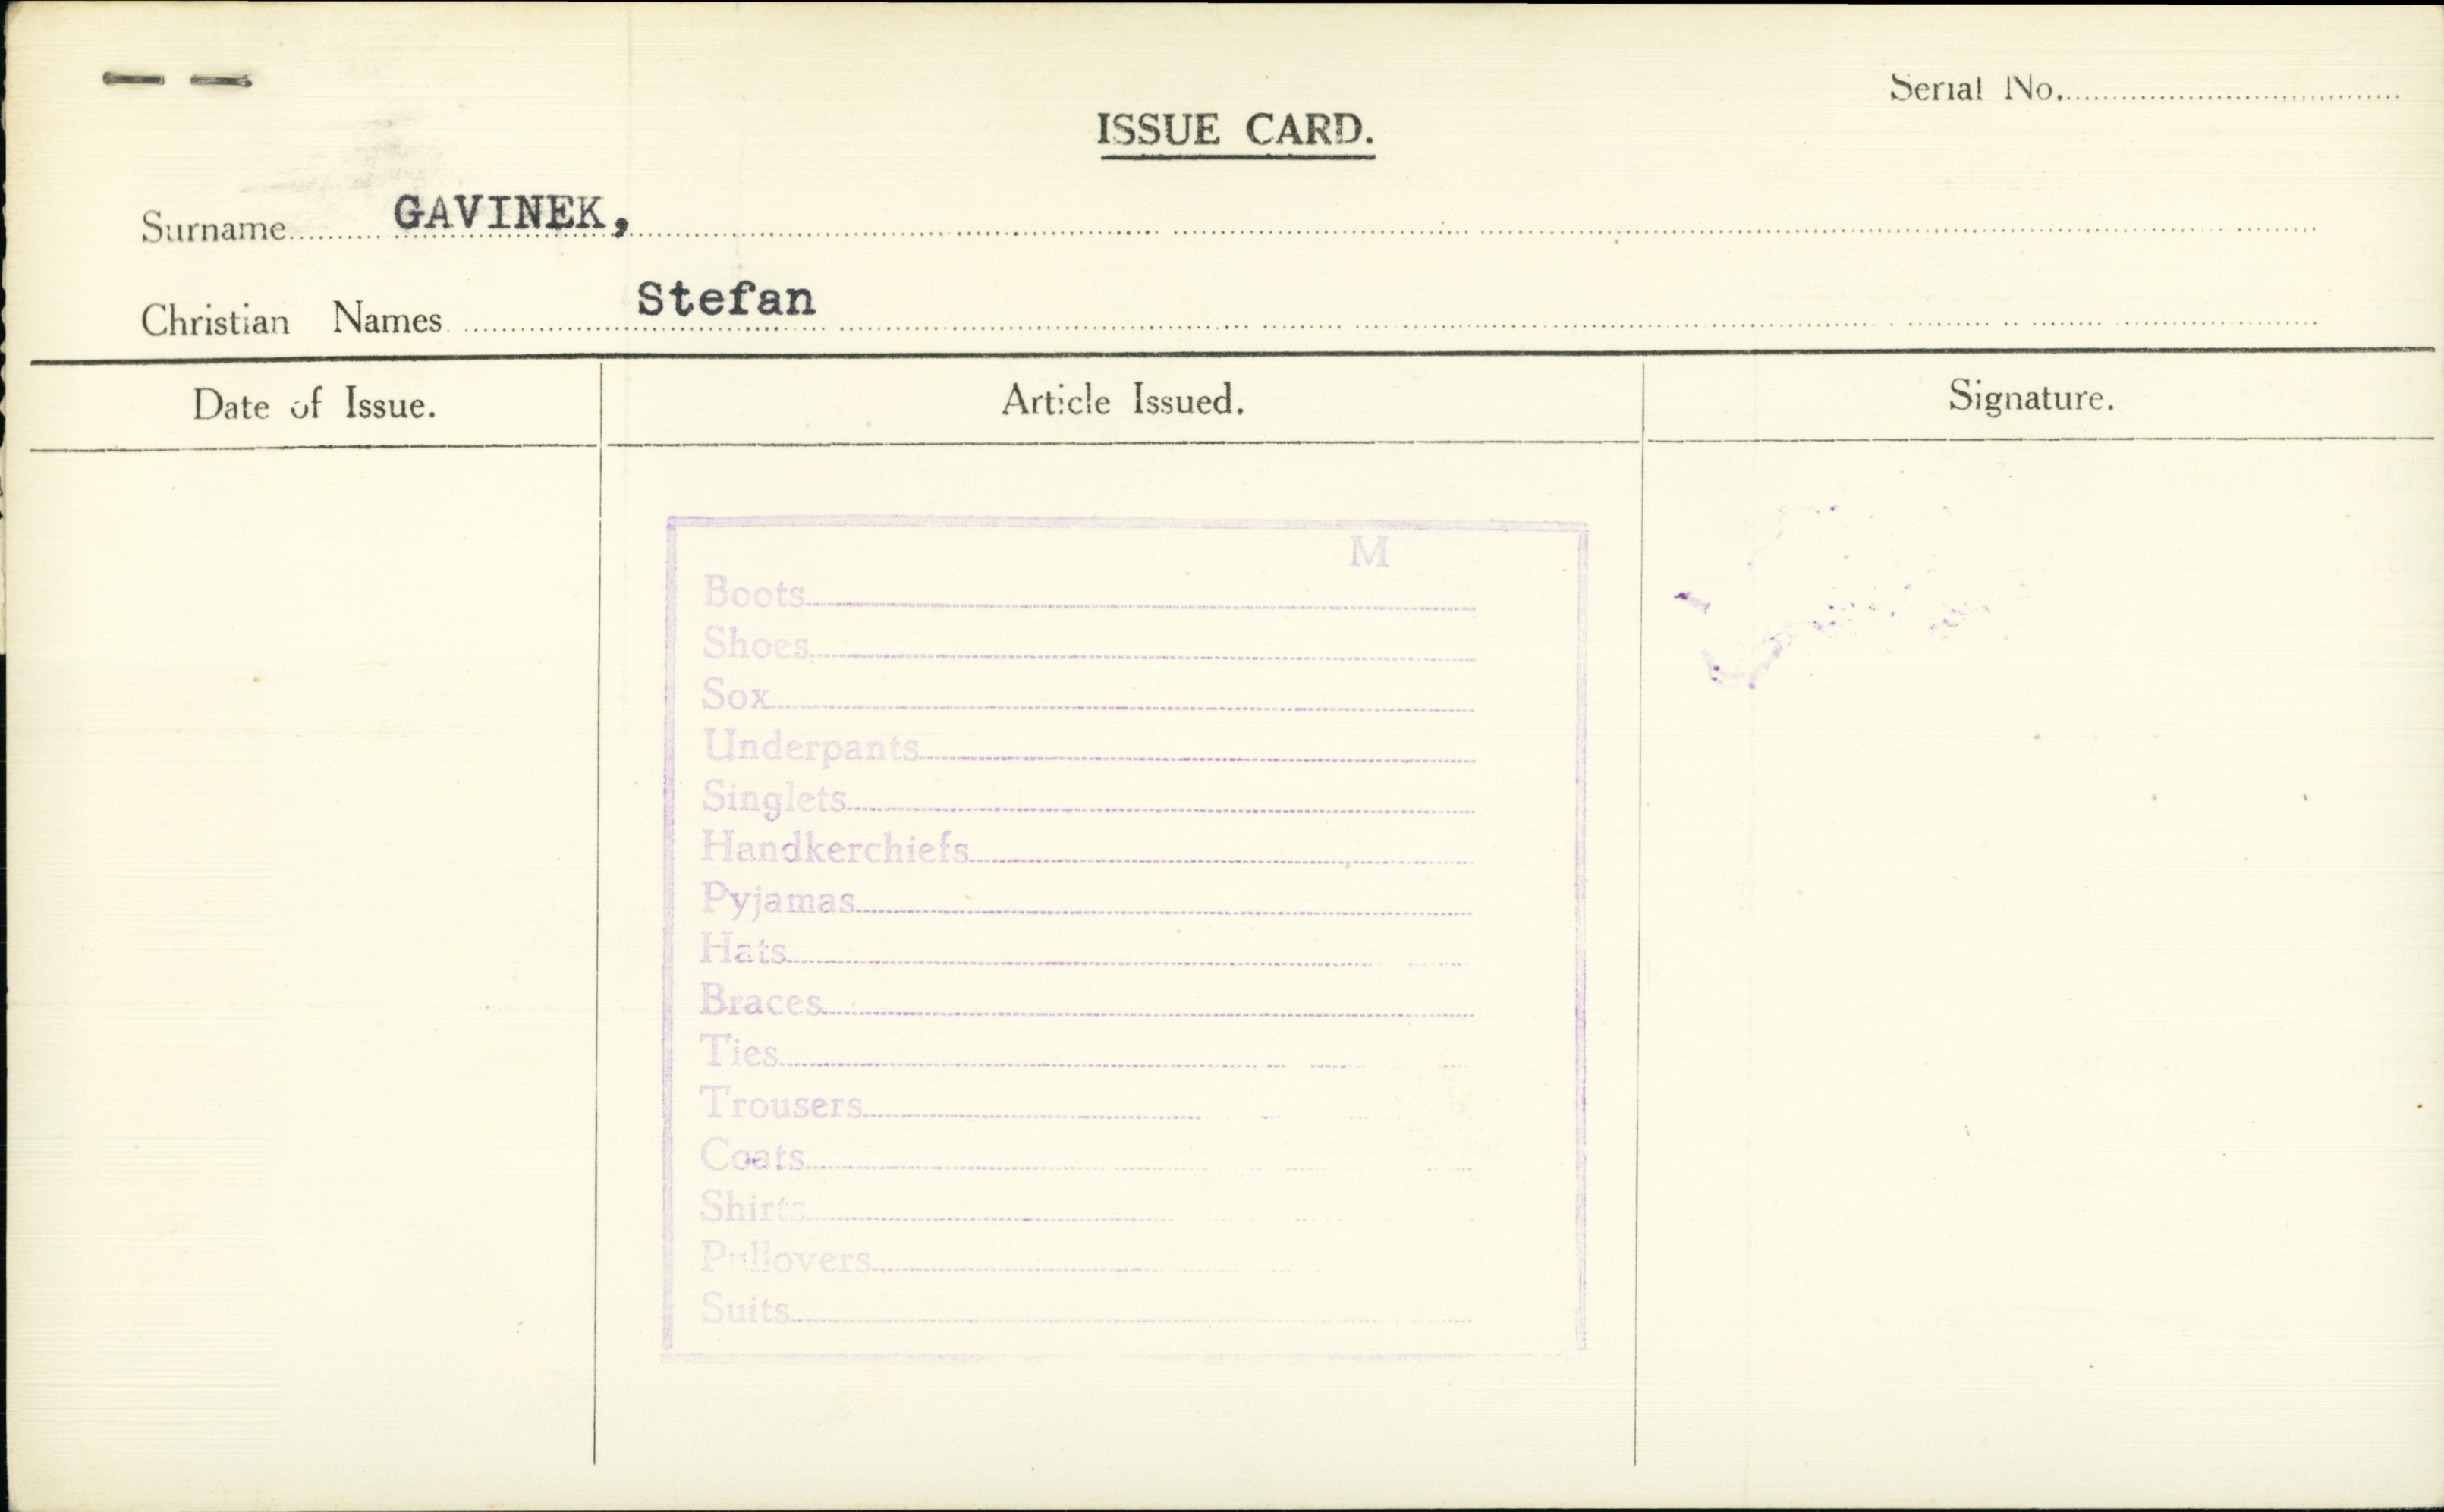 Serial No.
ISSUE CARD.
Surname GAVINEK,
Christian Names Stefan
Date of Issue. Article Issued. Signature.
M
Boots
Shoes
Sox
Underpants
Singlets
Handkerchiefs
Pyjamas
Hats
Braces
Ties
Trousers
Coats
Shirts
Pullovers
Suits